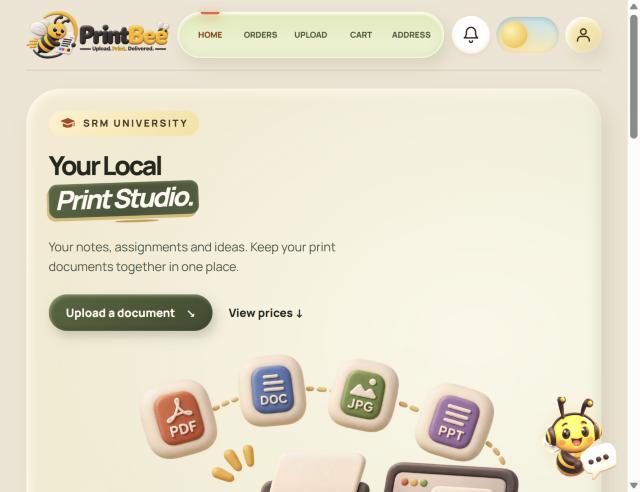 PrintBee
Upload. Print. Delivered.
HOME
ORDERS
UPLOAD
CART
ADDRESS
SRM UNIVERSITY
Your Local
Print Studio.
Your notes, assignments and ideas. Keep your print
documents together in one place.
Upload a document ↘
View prices ↓
PDF
DOC
JPG
PPT